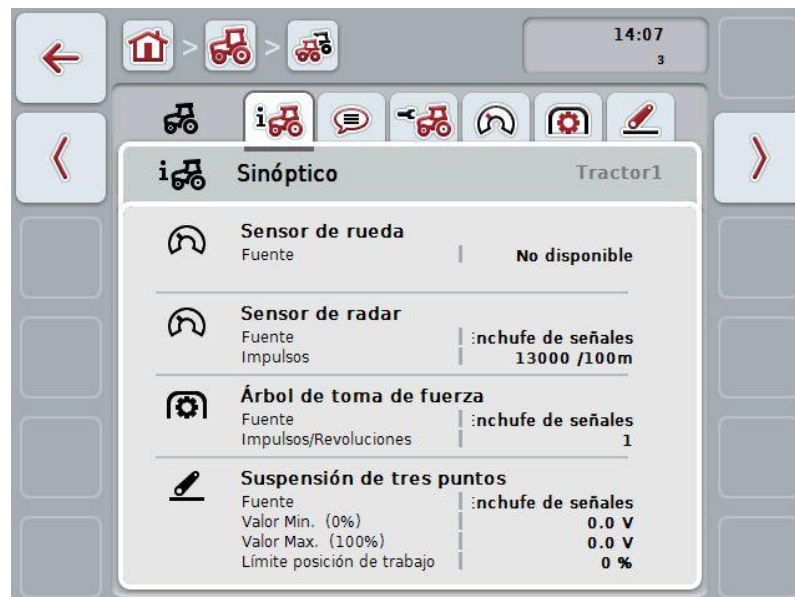 14:07
3
Sinóptico Tractor1
Sensor de rueda
Fuente No disponible
Sensor de radar
Fuente nchufe de señales
Impulsos 13000 /100m
Árbol de toma de fuerza
Fuente nchufe de señales
Impulsos/Revoluciones 1
Suspensión de tres puntos
Fuente nchufe de señales
Valor Min. (0%) 0.0 V
Valor Max. (100%) 0.0 V
Límite posición de trabajo 0 %